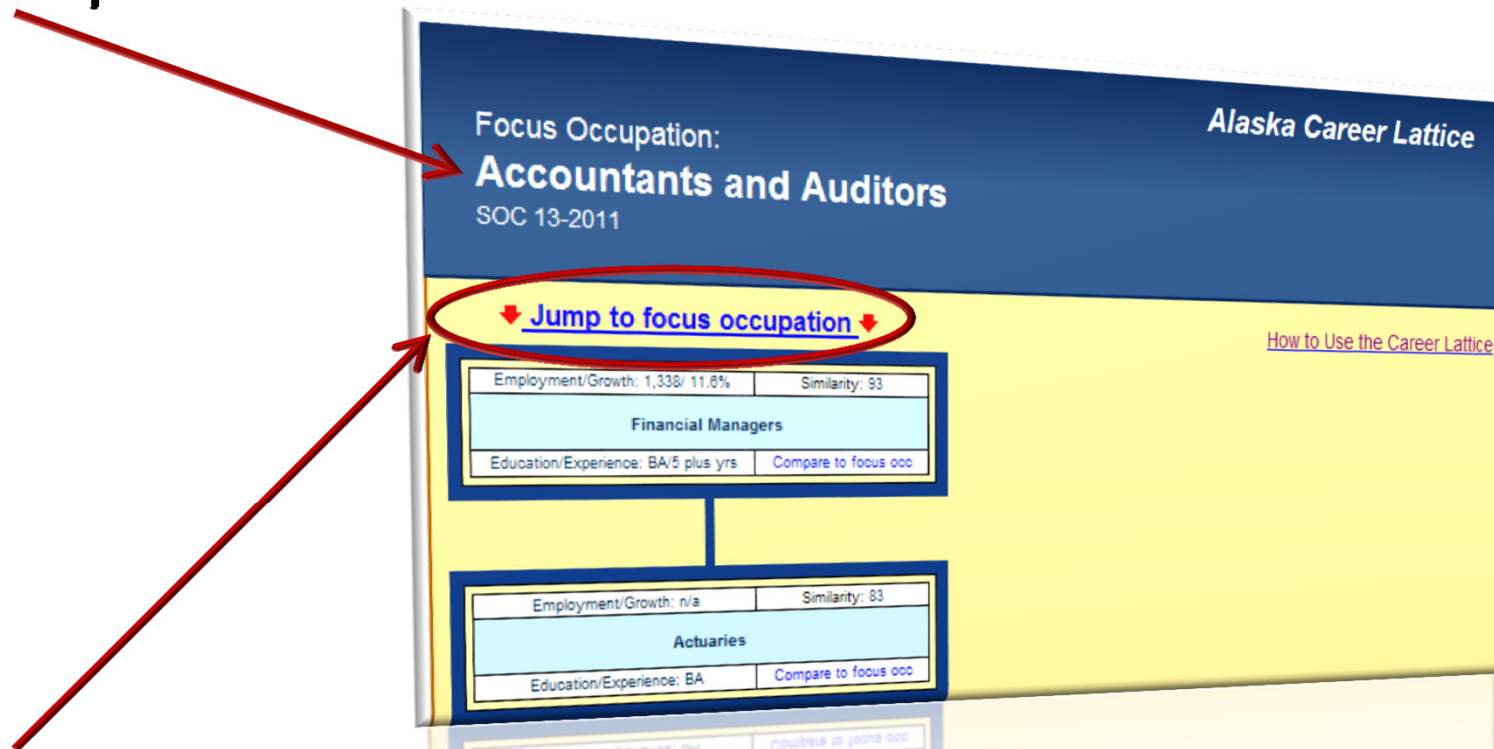 Focus Occupation:
Alaska Career Lattice
Accountants and Auditors
SOC 13-2011
Jump to focus occupation
How to Use the Career Lattice
Employment/Growth: 1,338/ 11.6%
Similarity: 93
Financial Managers
Education/Experience: BA/5 plus yrs
Compare to focus occ
Employment/Growth: n/a
Similarity: 83
Actuaries
Education/Experience: BA
Compare to focus occ